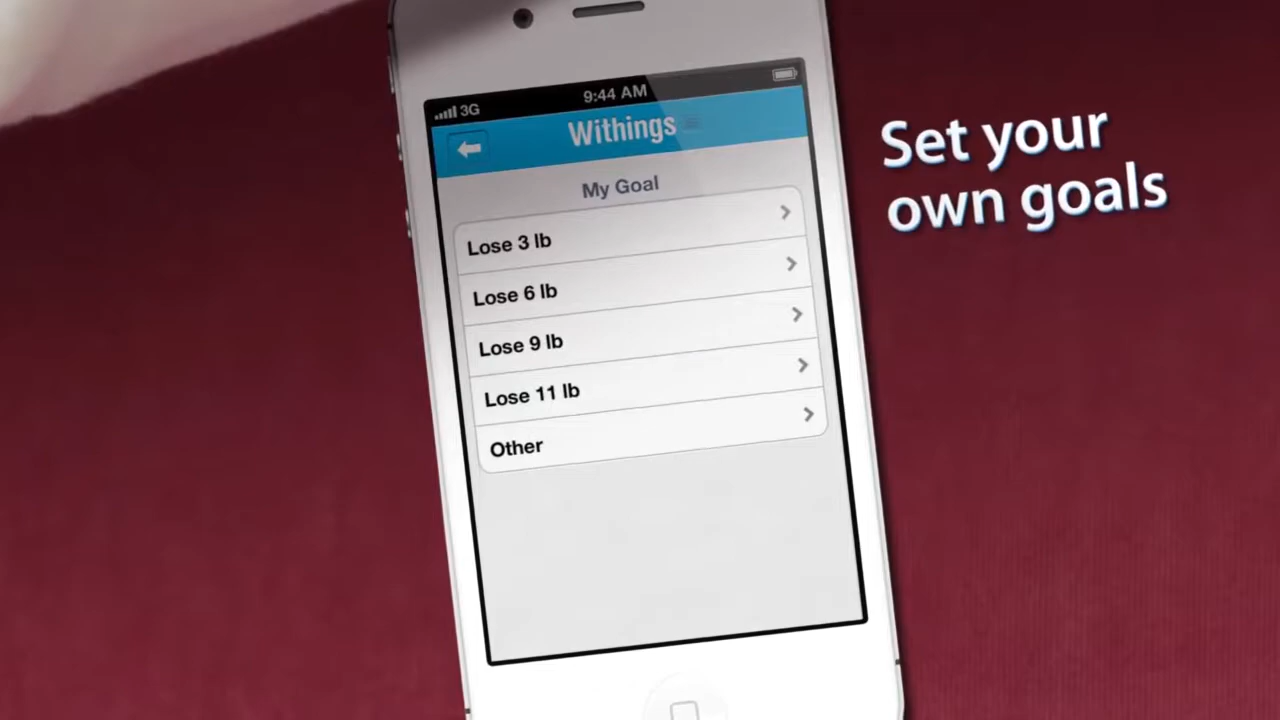 3G
9:44 AM
Withings
My Goal
Lose 3 lb
Lose 6 lb
Lose 9 lb
Lose 11 lb
Other
Set your
own goals